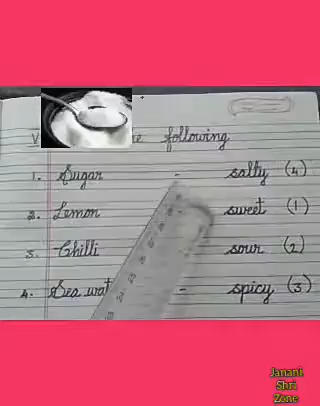 following
1. Sugar - salty (4)
2. Lemon sweet (1)
3. Chilli sour (2)
4. Sea - spicy (3)
Janani
Shri
Zone